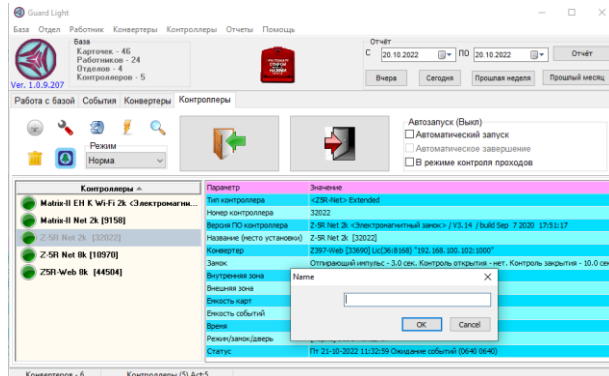 Guard Light
База Отдел Работник Конвертеры Контроллеры Отчеты Помощь
База
Карточек - 46
Работников - 24
Отделов - 4
Контроллеров - 5
Ver. 1.0.9.207
Отчёт
С 20.10.2022 ПО 20.10.2022 Отчёт
Вчера Сегодня Прошлая неделя Прошлый месяц
Работа с базой События Конвертеры Контроллеры
Режим
Норма
Автозапуск (Выкл)
Автоматический запуск
Автоматическое завершение
В режиме контроля проходов
Контроллеры
Matrix-II EH K Wi-Fi 2k <Электромагни...
Matrix-II Net 2k [9158]
Z-5R Net 2k [32022]
Z-5R Net 8k [10970]
Z5R-Web 8k [44504]
Параметр Значение
Тип контроллера <Z5R-Net> Extended
Номер контроллера 32022
Версия ПО контроллера Z-5R Net 2k <Электромагнитный замок> / V3.14 / build Sep 7 2020 17:51:17
Название (место установки) Z-5R Net 2k [32022]
Конвертер Z397-Web [33690] Lic(36:8168) "192.168.100.102:1000"
Замок Отпирающий импульс - 3.0 сек. Контроль открытия - нет. Контроль закрытия - 10.0 сек
Внутренняя зона
Внешняя зона
Емкость карт
Емкость событий
Время
Режим/замок/дверь
Статус Пт 21-10-2022 11:32:59 Ожидание событий (0640 0640)
Name
OK Cancel
Конвертеров - 6 Контроллеры (5) Act:5